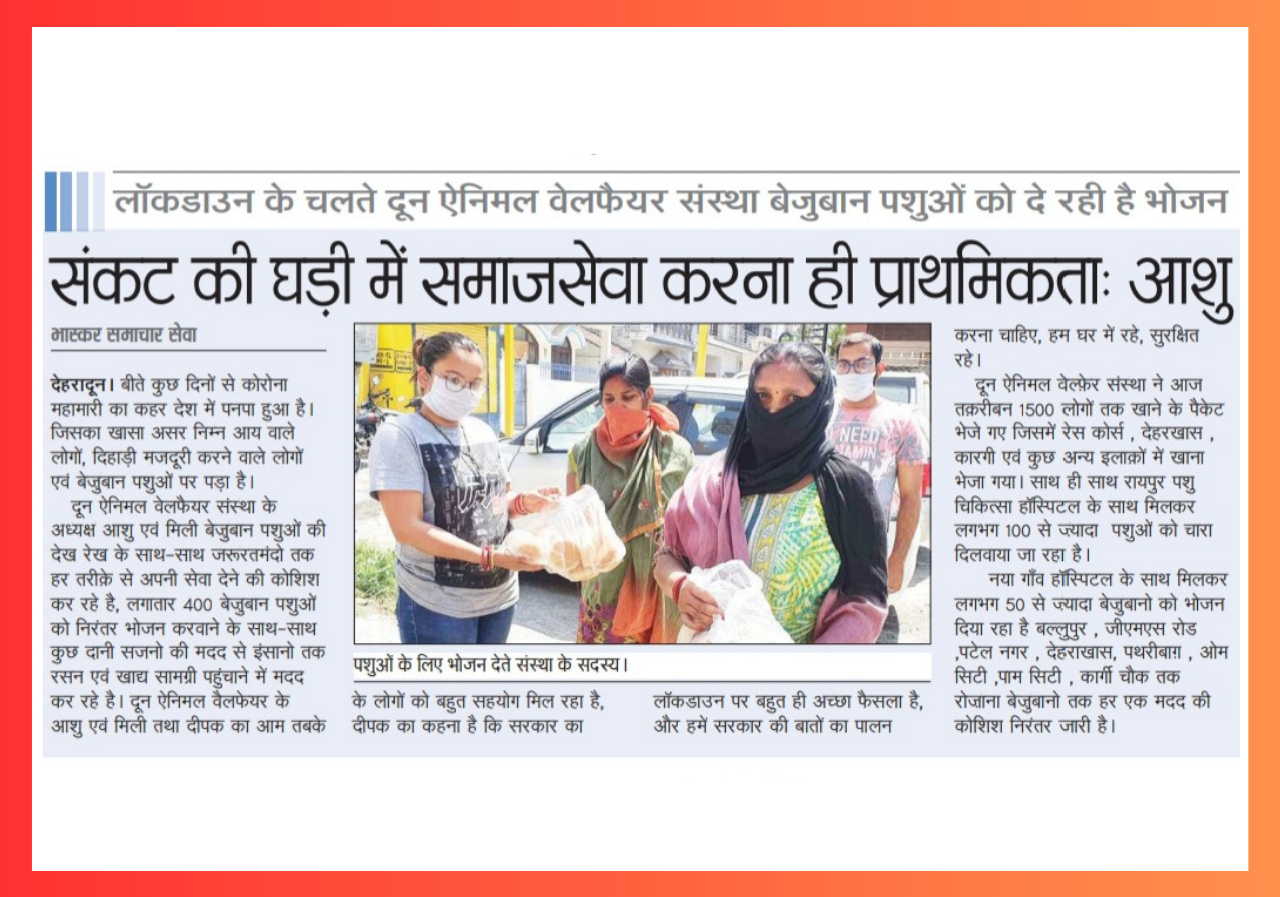 लॉकडाउन के चलते दून ऐनिमल वेलफैयर संस्था बेजुबान पशुओं को दे रही है भोजन
संकट की घड़ी में समाजसेवा करना ही प्राथमिकताः आशु
भास्कर समाचार सेवा
देहरादून। बीते कुछ दिनों से कोरोना
महामारी का कहर देश में पनपा हुआ है।
जिसका खासा असर निम्न आय वाले
लोगों, दिहाड़ी मजदूरी करने वाले लोगों
एवं बेजुबान पशुओं पर पड़ा है।
दून ऐनिमल वेलफैयर संस्था के
अध्यक्ष आशु एवं मिली बेजुबान पशुओं की
देख रेख के साथ-साथ जरूरतमंदो तक
हर तरीक़े से अपनी सेवा देने की कोशिश
कर रहे है, लगातार 400 बेजुबान पशुओं
को निरंतर भोजन करवाने के साथ-साथ
कुछ दानी सजनो की मदद से इंसानो तक
रसन एवं खाद्य सामग्री पहुंचाने में मदद
कर रहे है। दून ऐनिमल वैलफेयर के
आशु एवं मिली तथा दीपक का आम तबके
NEED
पशुओं के लिए भोजन देते संस्था के सदस्य।
के लोगों को बहुत सहयोग मिल रहा है,
दीपक का कहना है कि सरकार का
लॉकडाउन पर बहुत ही अच्छा फैसला है,
और हमें सरकार की बातों का पालन
करना चाहिए, हम घर में रहे, सुरक्षित
रहे।
दून ऐनिमल वेल्फ़ेर संस्था ने आज
तक़रीबन 1500 लोगों तक खाने के पैकेट
भेजे गए जिसमें रेस कोर्स , देहरखास ,
कारगी एवं कुछ अन्य इलाक़ों में खाना
भेजा गया। साथ ही साथ रायपुर पशु
चिकित्सा हॉस्पिटल के साथ मिलकर
लगभग 100 से ज्यादा पशुओं को चारा
दिलवाया जा रहा है।
नया गाँव हॉस्पिटल के साथ मिलकर
लगभग 50 से ज्यादा बेजुबानो को भोजन
दिया रहा है बल्लुपुर , जीएमएस रोड
,पटेल नगर , देहराखास, पथरीबाग़ , ओम
सिटी ,पाम सिटी , कार्गी चौक तक
रोजाना बेजुबानो तक हर एक मदद की
कोशिश निरंतर जारी है।